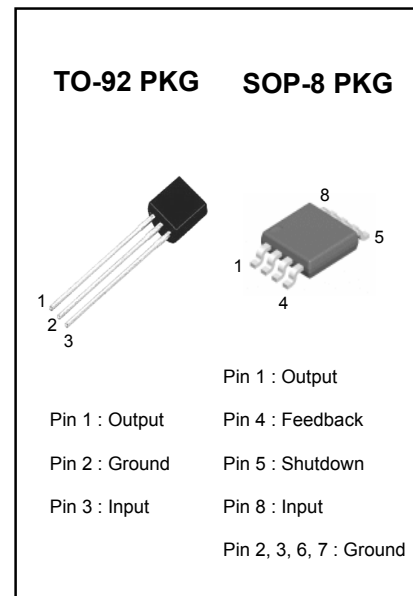 TO-92 PKG SOP-8 PKG
8
5
1
4
1
2
3
Pin 1 : Output
Pin 4 : Feedback
Pin 5 : Shutdown
Pin 8 : Input
Pin 2, 3, 6, 7 : Ground
Pin 1 : Output
Pin 2 : Ground
Pin 3 : Input